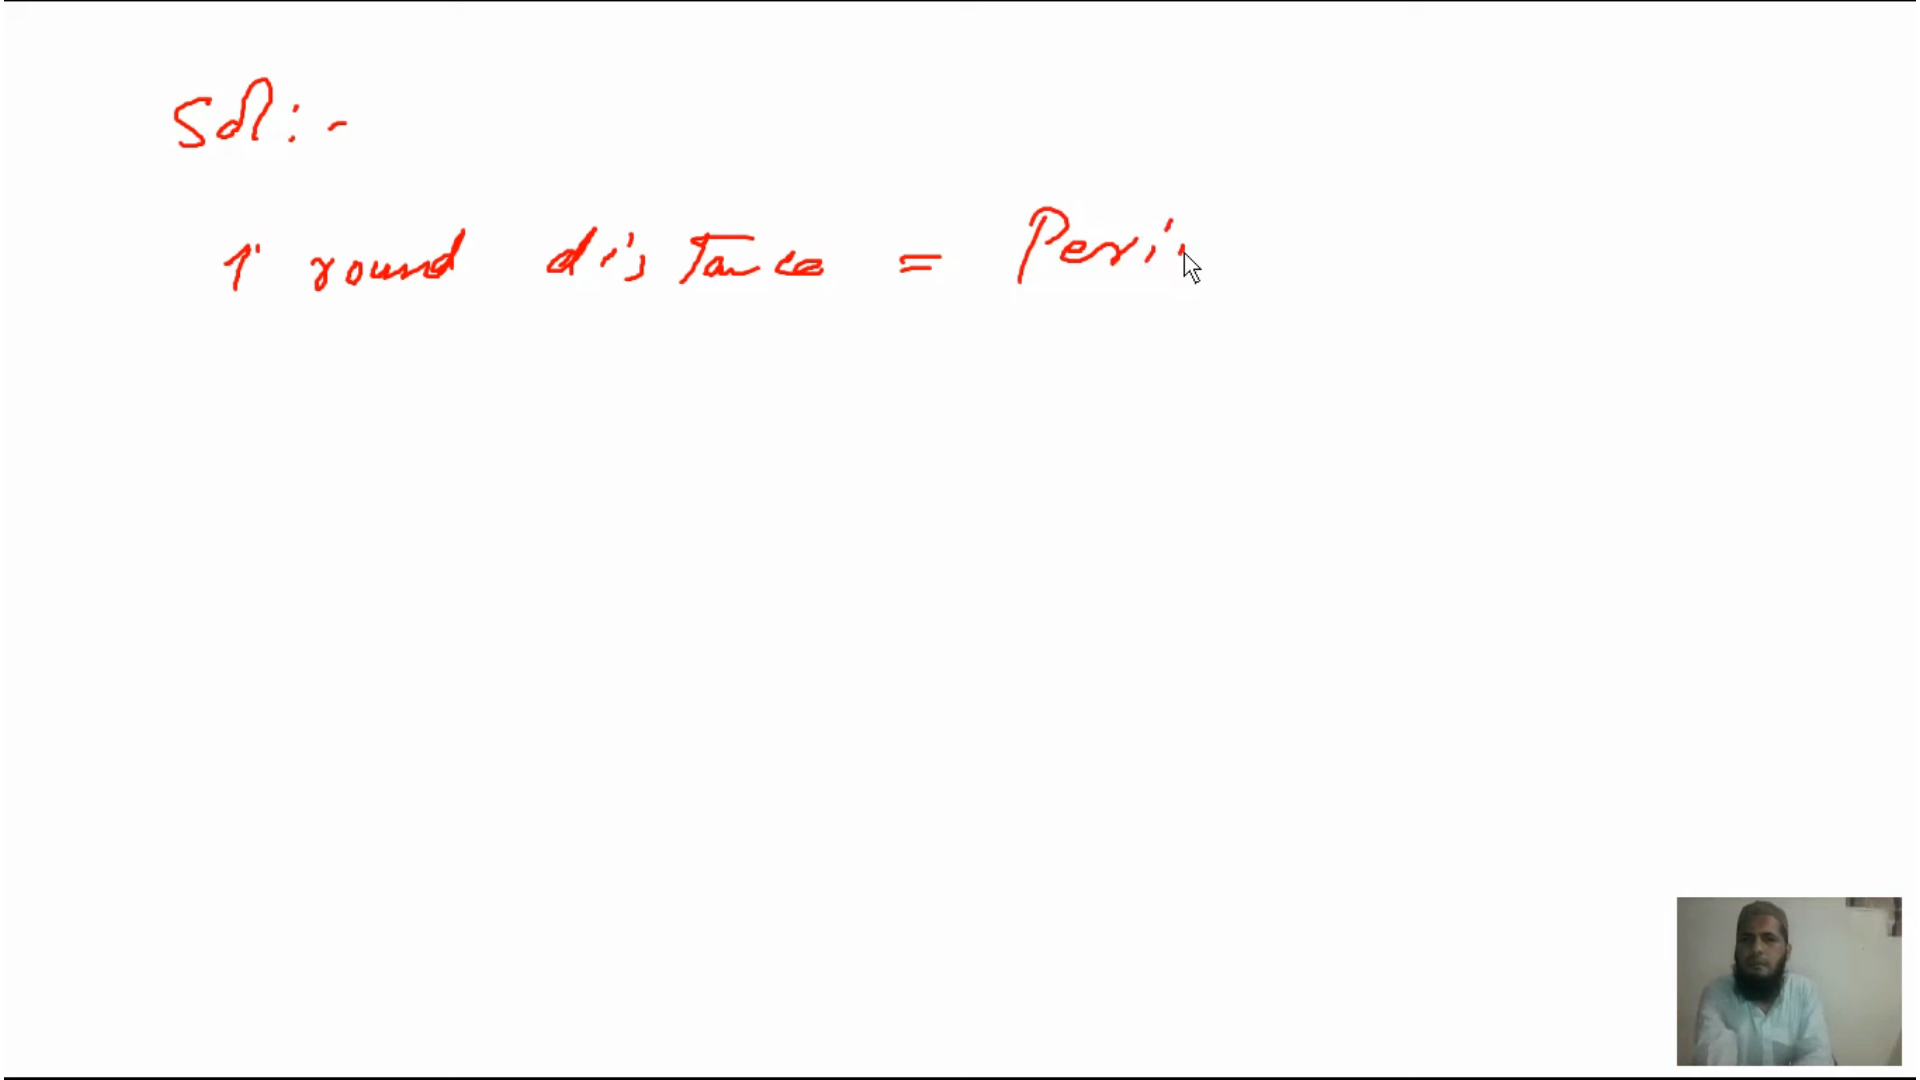 Sol:-
1 round distance = Peri